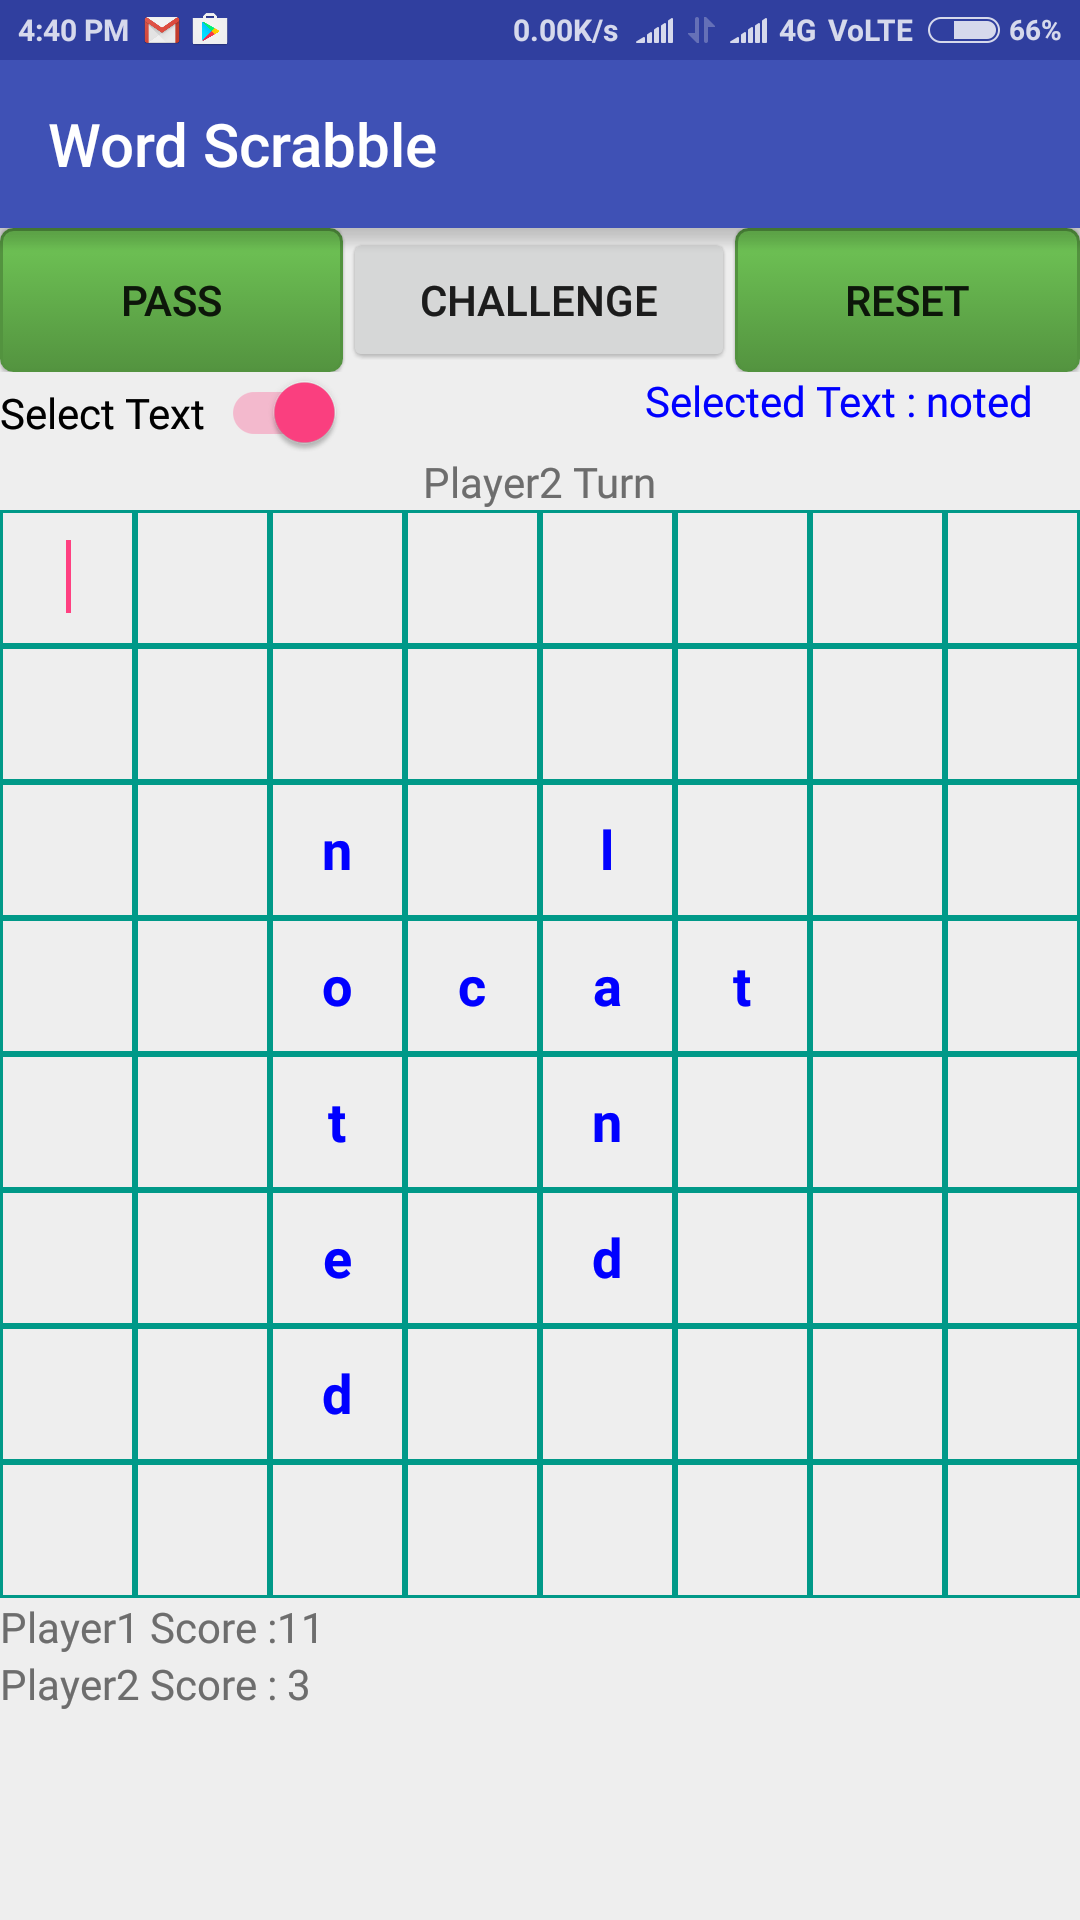 4:40 PM 0.00K/s 4G VoLTE 66%
Word Scrabble
PASS CHALLENGE RESET
Select Text Selected Text : noted
Player2 Turn
n l
o c a t
t n
e d
d
Player1 Score :11
Player2 Score : 3